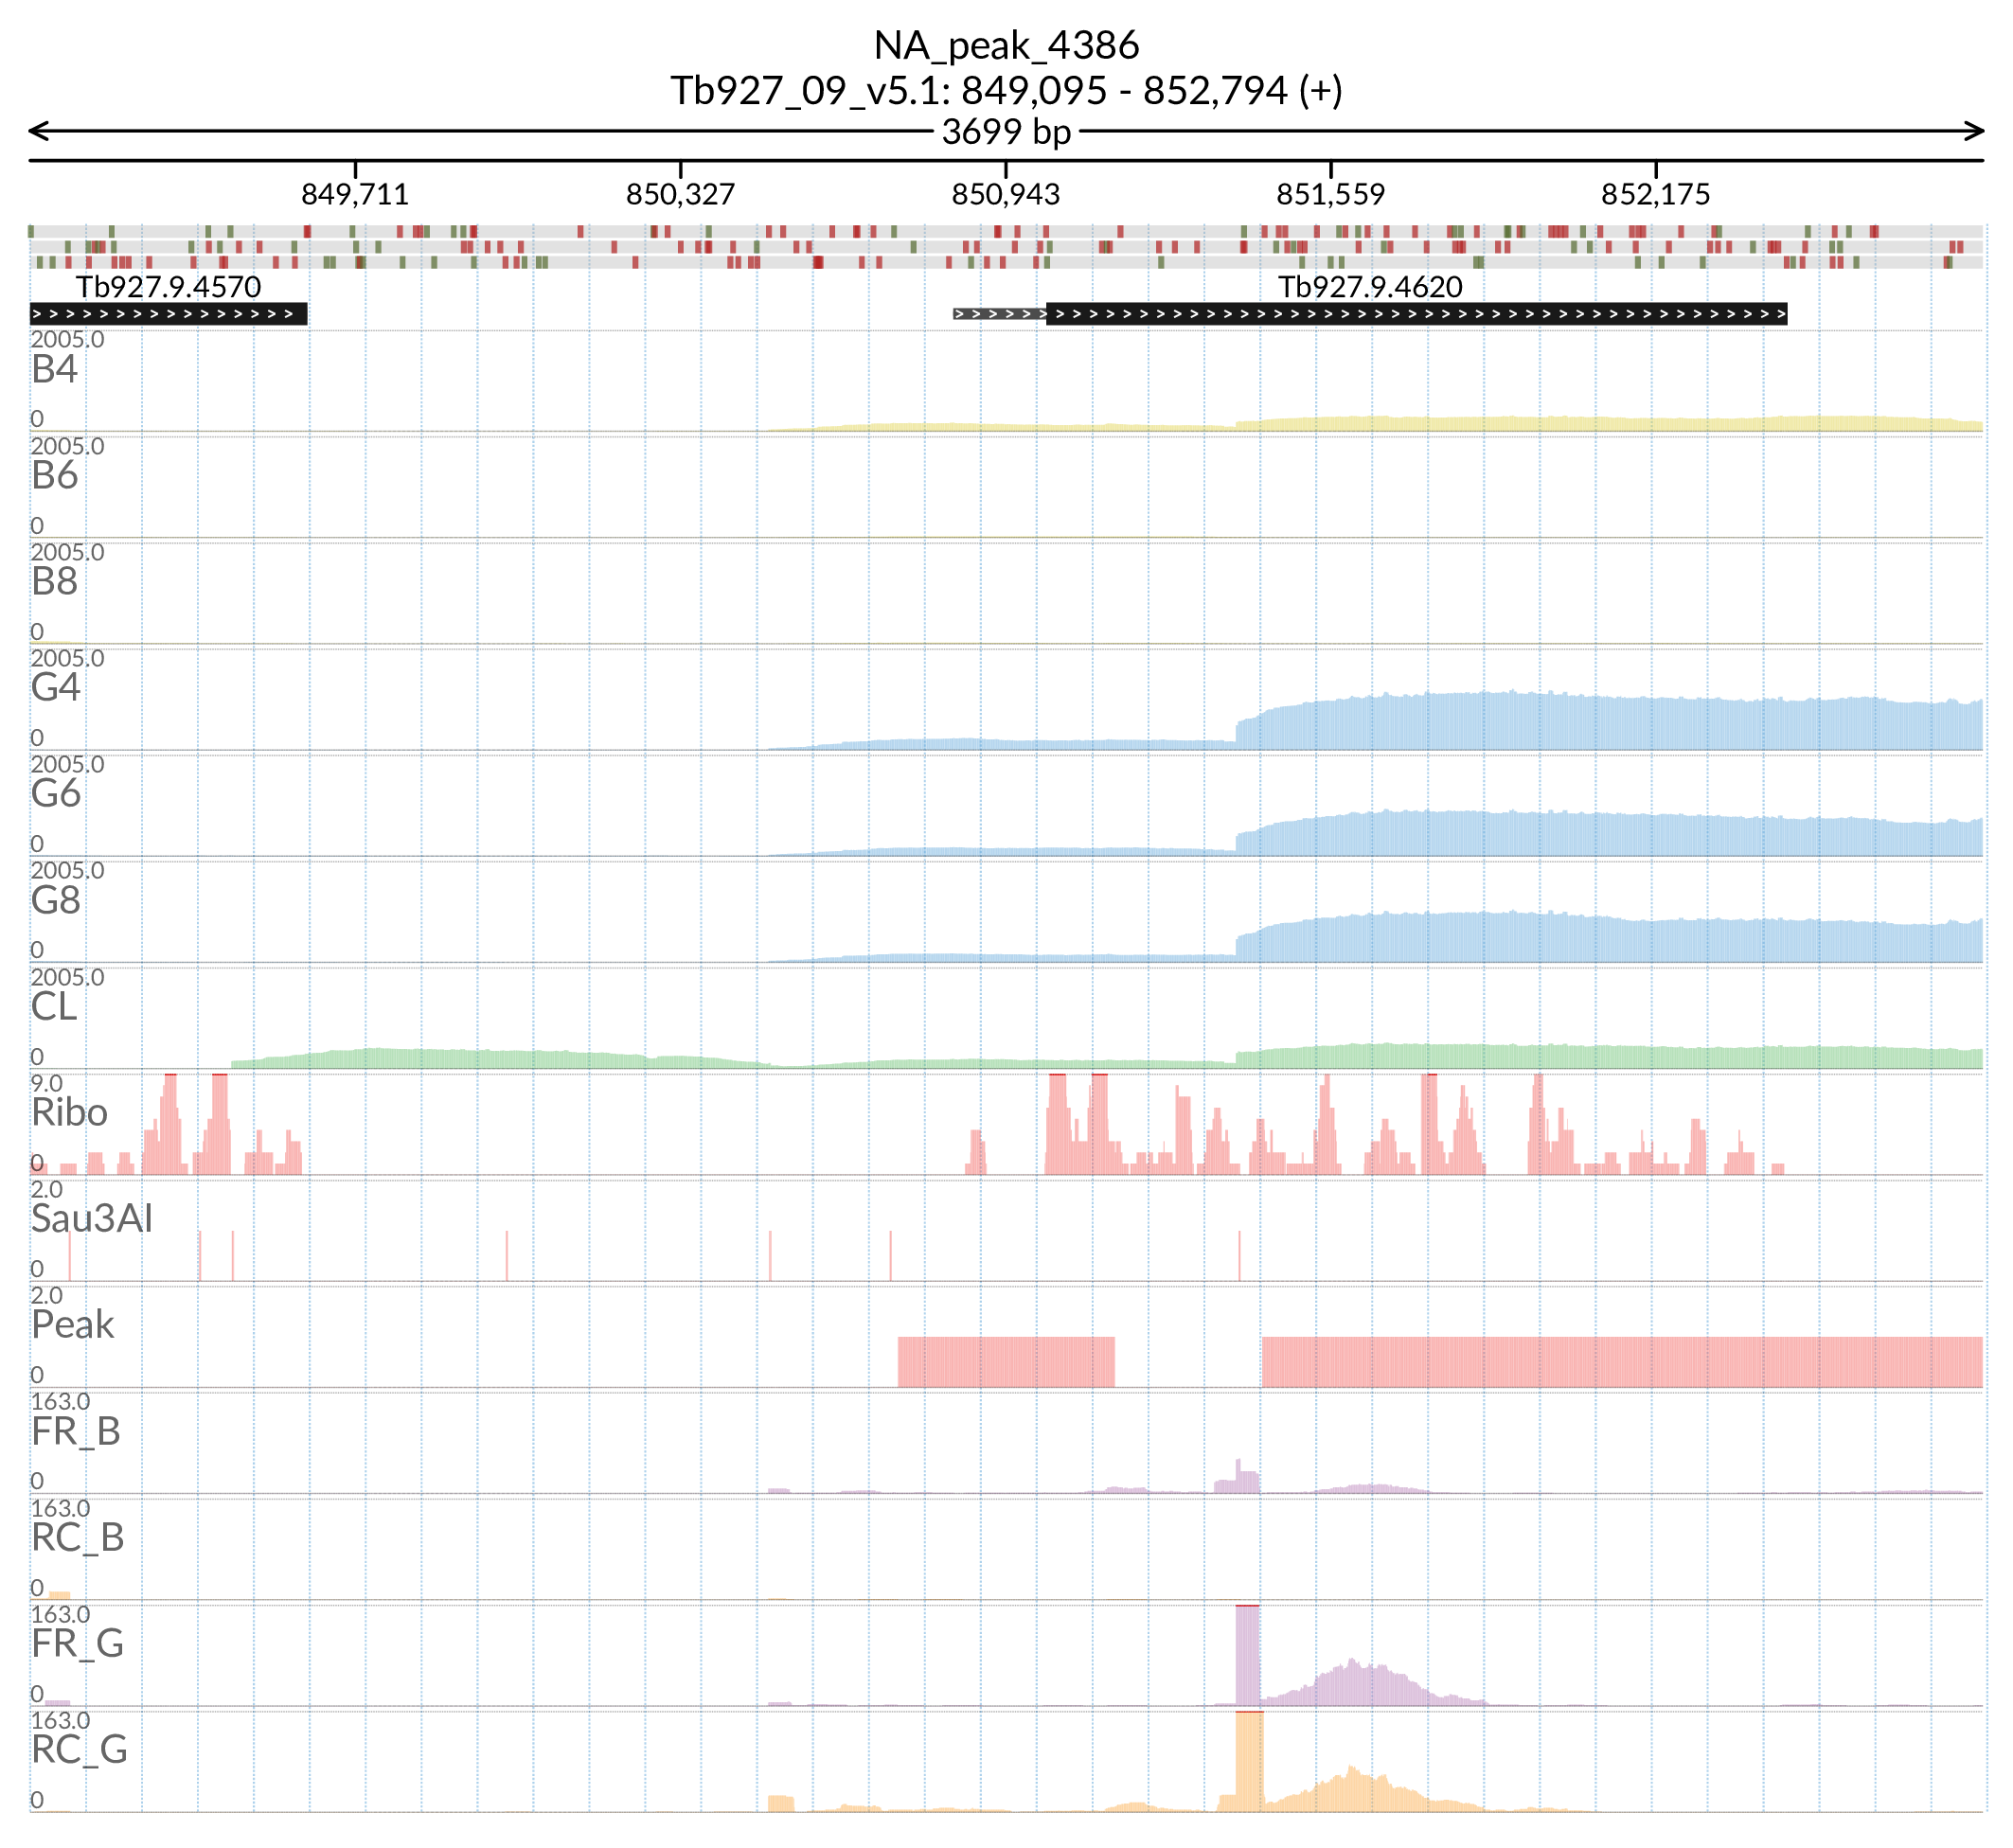 NA_peak_4386
Tb927_09_v5.1: 849,095 - 852,794 (+)
3699 bp
849,711 850,327 850,943 851,559 852,175
Tb927.9.4570 Tb927.9.4620
2005.0
B4
0
2005.0
B6
0
2005.0
B8
0
2005.0
G4
0
2005.0
G6
0
2005.0
G8
0
2005.0
CL
0
9.0
Ribo
0
2.0
Sau3AI
0
2.0
Peak
0
163.0
FR_B
0
163.0
RC_B
0
163.0
FR_G
0
163.0
RC_G
0